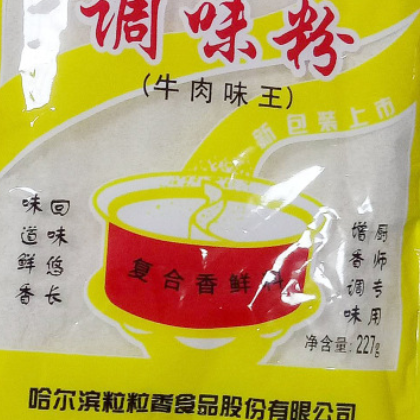 调味粉
(牛肉味王)
新包装上市
回味悠长
味道鲜香
复合香鲜料
厨师专用
增香调味
净含量:227g
哈尔滨粒粒香食品股份有限公司